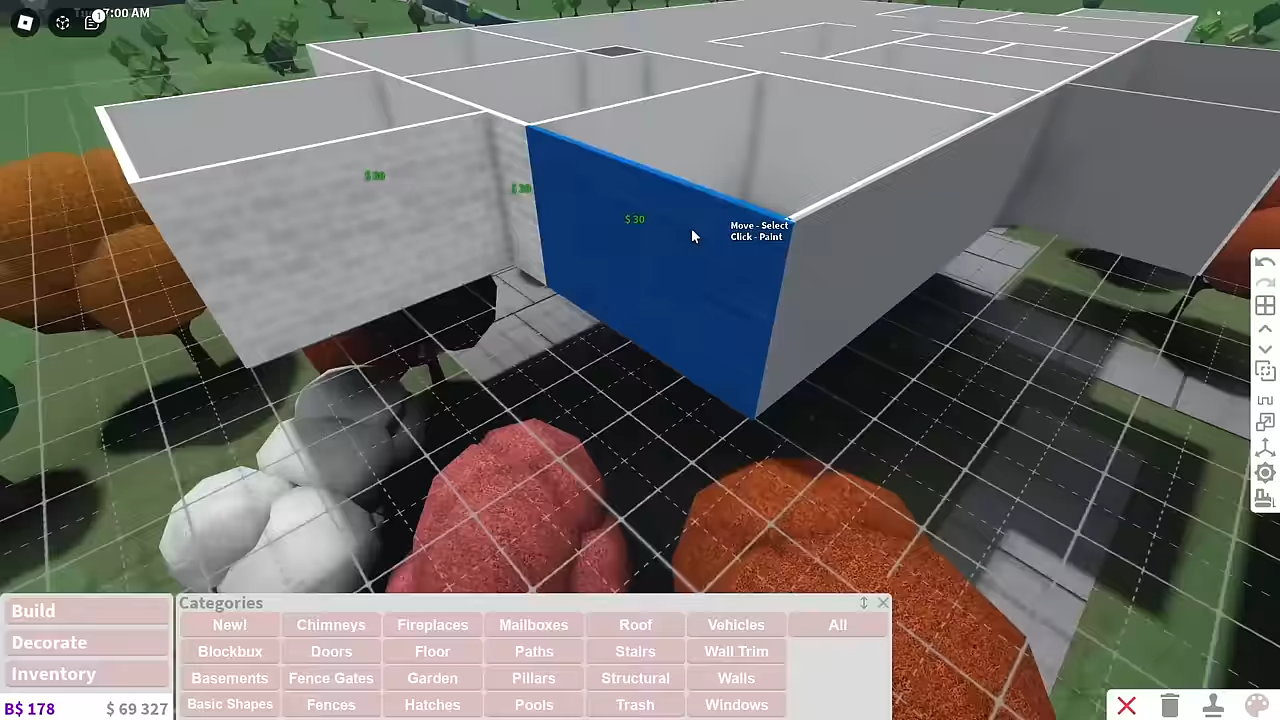 7:00 AM
1
$ 30
$ 30
$ 30
Move - Select
Click - Paint
Build
Decorate
Inventory
B$ 178
$ 69 327
Categories
New!
Chimneys
Fireplaces
Mailboxes
Roof
Vehicles
All
Blockbux
Doors
Floor
Paths
Stairs
Wall Trim
Basements
Fence Gates
Garden
Pillars
Structural
Walls
Basic Shapes
Fences
Hatches
Pools
Trash
Windows